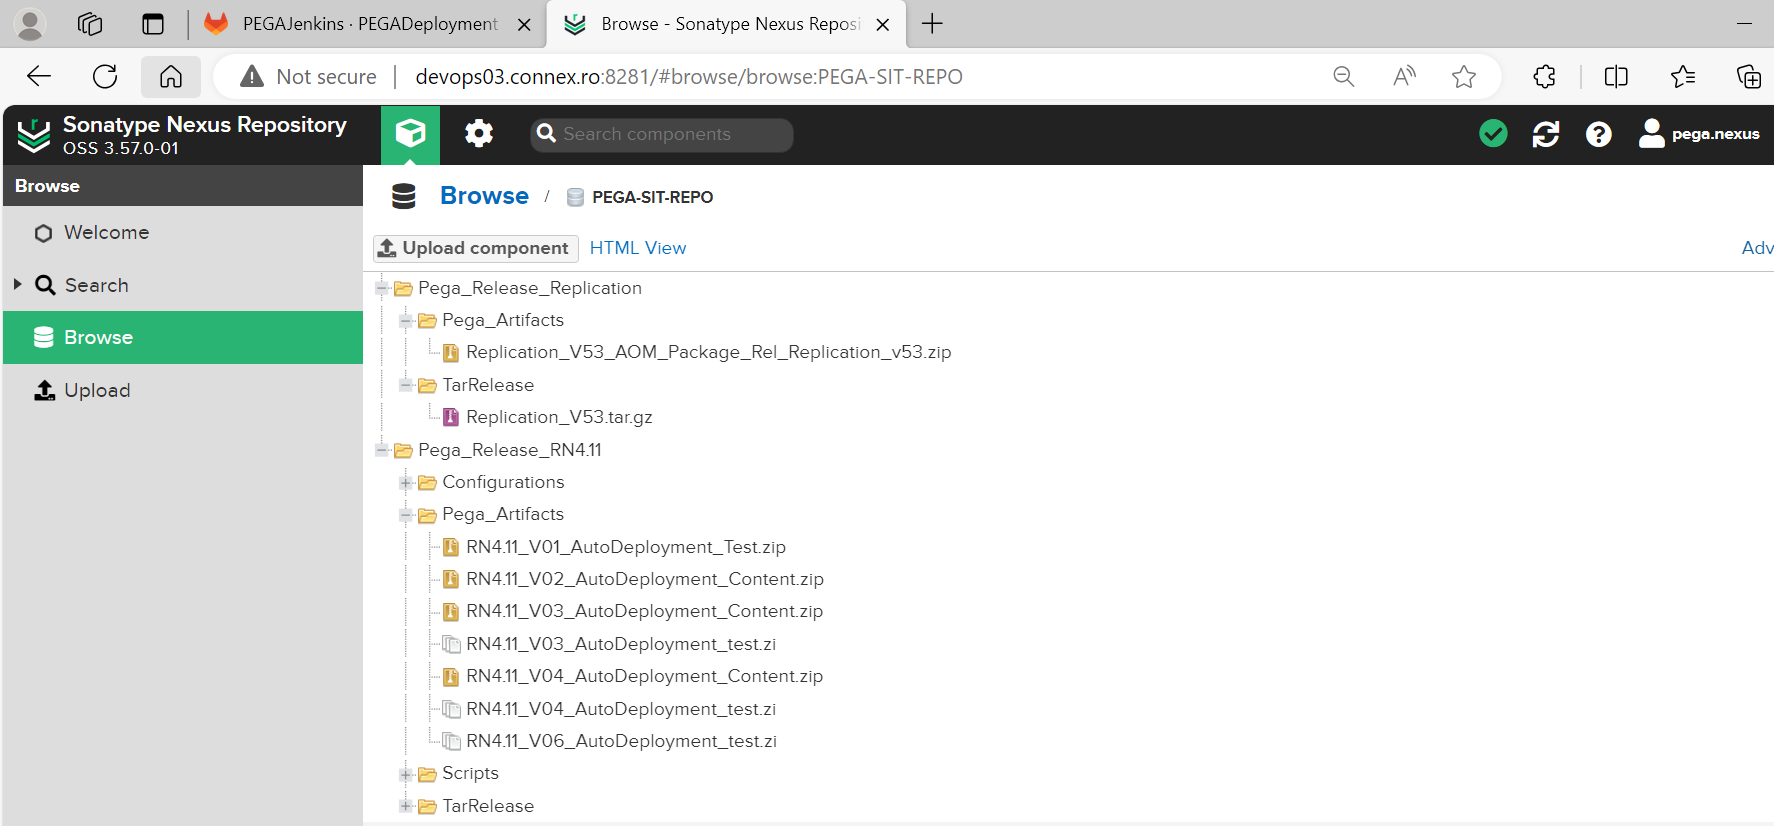 PEGAJenkins · PEGADeployment
Browse - Sonatype Nexus Reposi
Not secure
devops03.connex.ro:8281/#browse/browse:PEGA-SIT-REPO
Sonatype Nexus Repository
OSS 3.57.0-01
Search components
pega.nexus
Browse
Welcome
Search
Browse
Upload
Browse / PEGA-SIT-REPO
Upload component
HTML View
Adv
Pega_Release_Replication
Pega_Artifacts
Replication_V53_AOM_Package_Rel_Replication_v53.zip
TarRelease
Replication_V53.tar.gz
Pega_Release_RN4.11
Configurations
Pega_Artifacts
RN4.11_V01_AutoDeployment_Test.zip
RN4.11_V02_AutoDeployment_Content.zip
RN4.11_V03_AutoDeployment_Content.zip
RN4.11_V03_AutoDeployment_test.zi
RN4.11_V04_AutoDeployment_Content.zip
RN4.11_V04_AutoDeployment_test.zi
RN4.11_V06_AutoDeployment_test.zi
Scripts
TarRelease